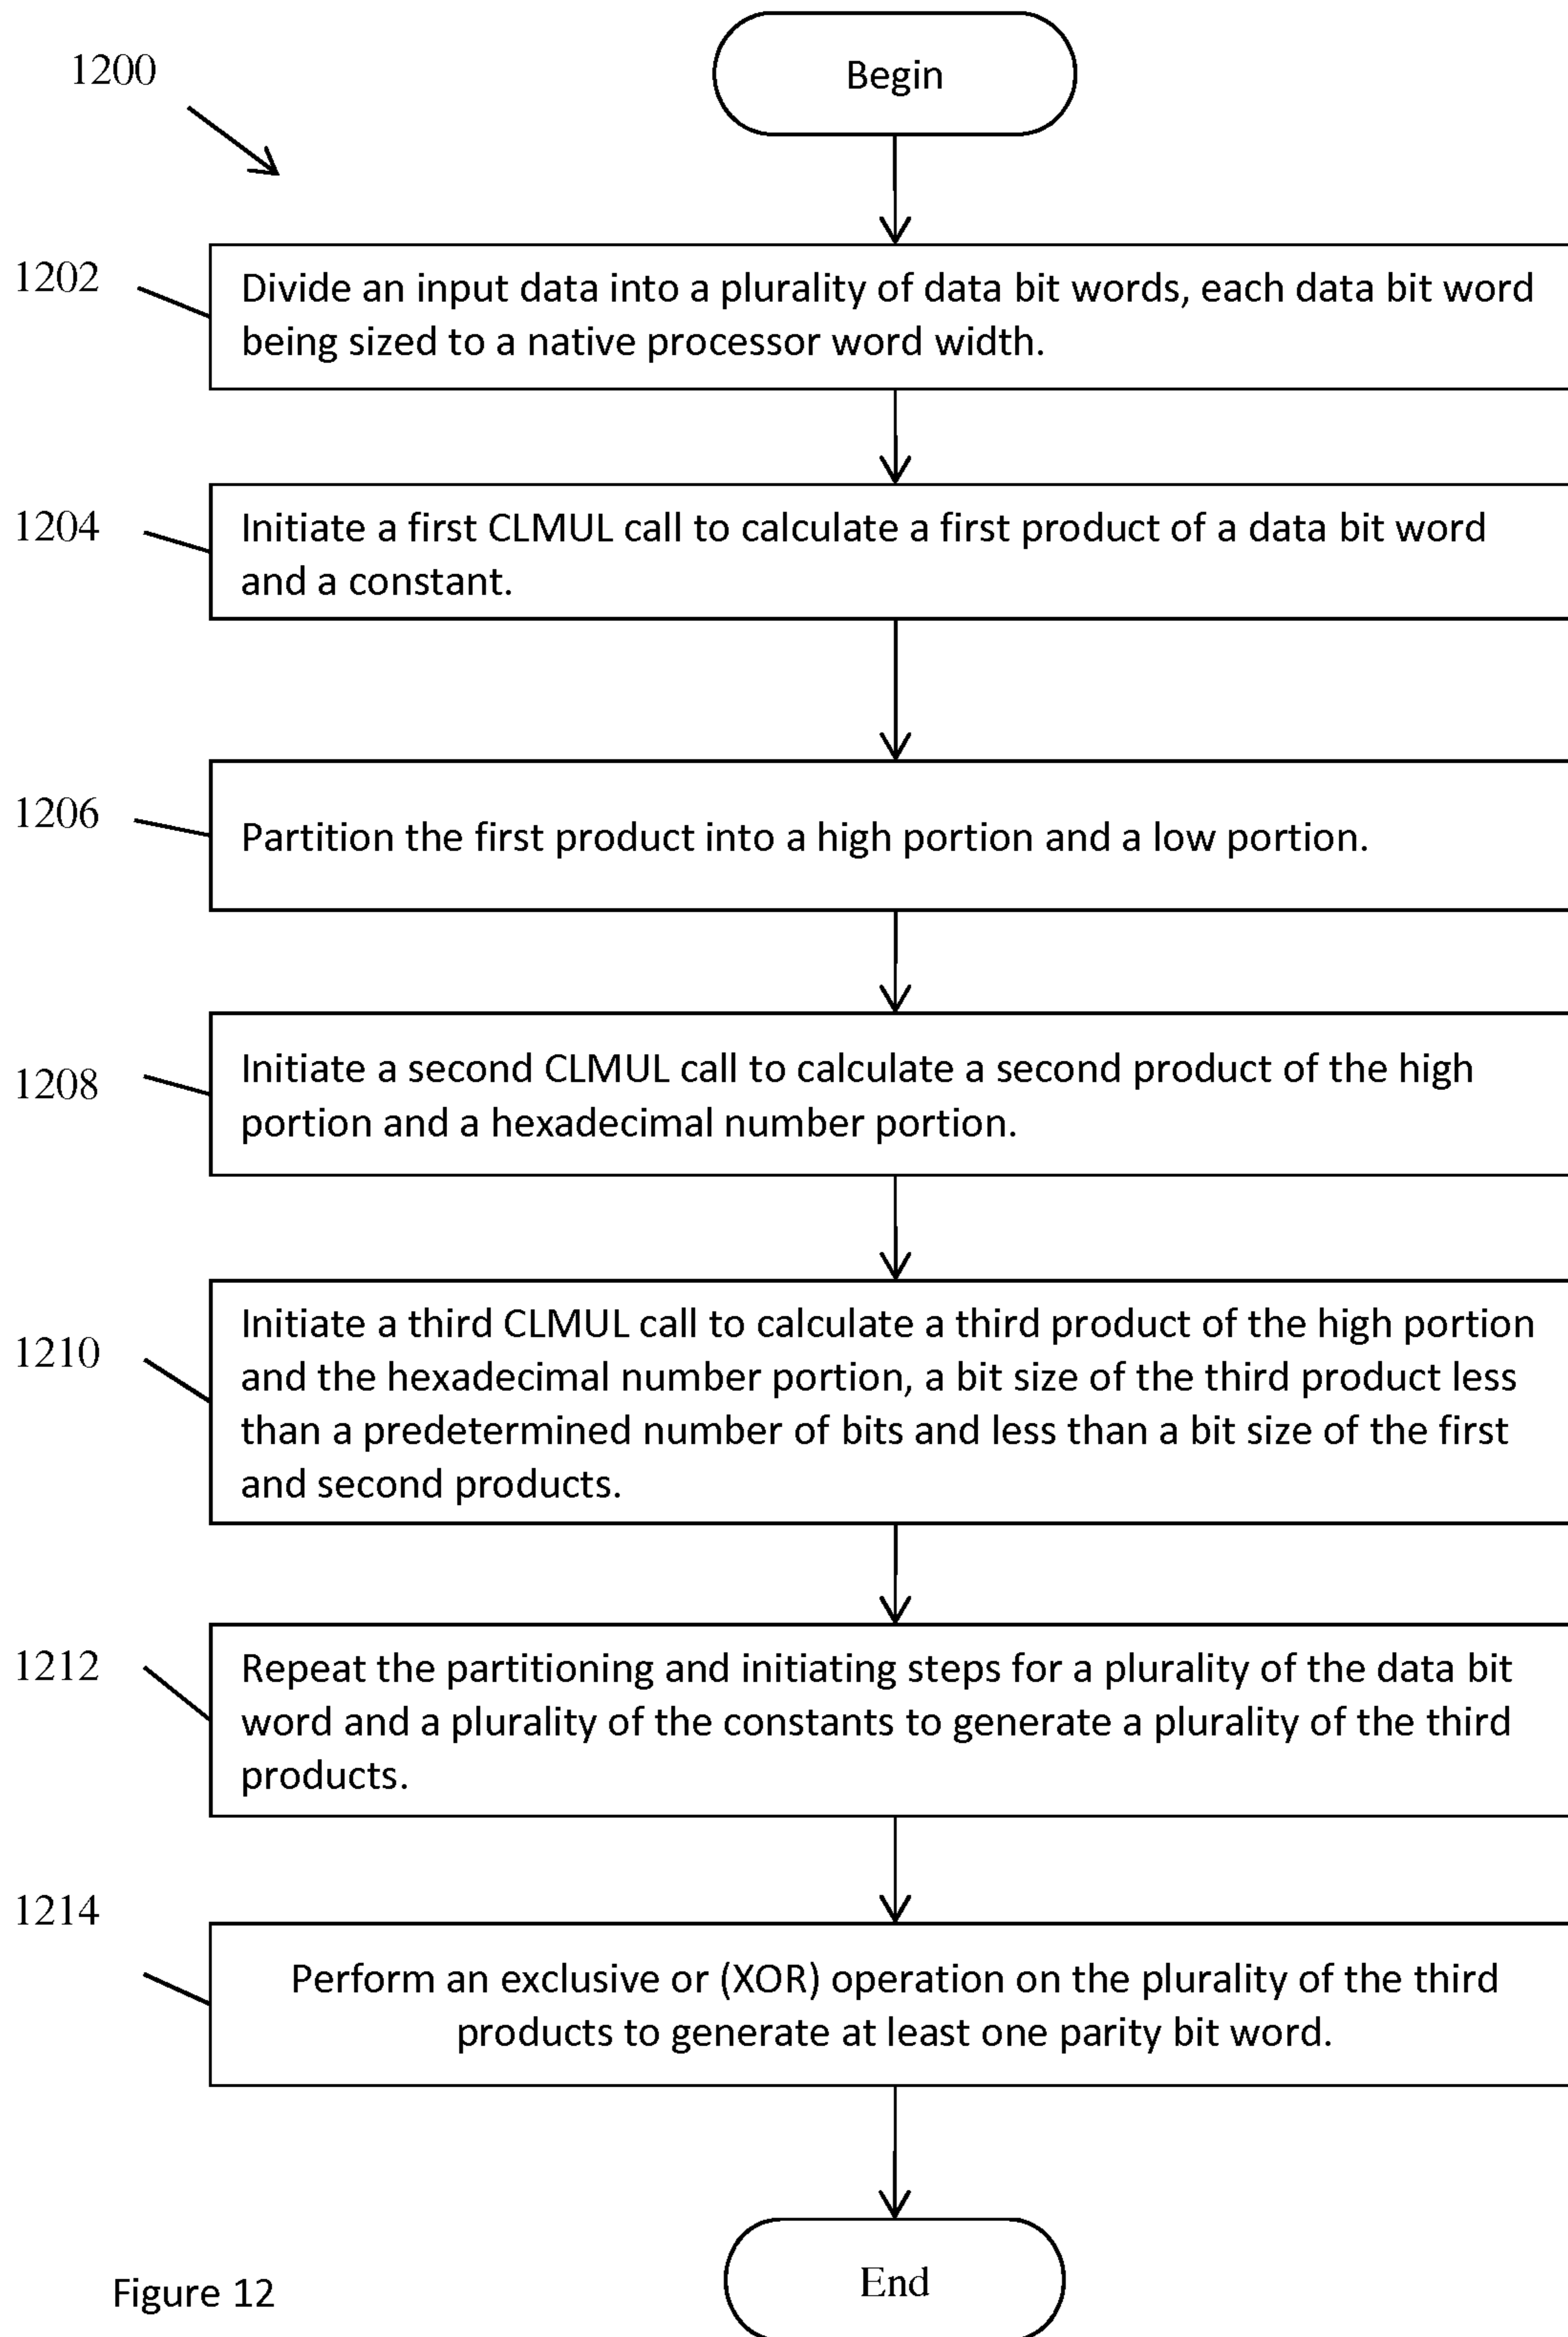 1200
Begin
1202
Divide an input data into a plurality of data bit words, each data bit word
being sized to a native processor word width.
1204
Initiate a first CLMUL call to calculate a first product of a data bit word
and a constant.
1206
Partition the first product into a high portion and a low portion.
1208
Initiate a second CLMUL call to calculate a second product of the high
portion and a hexadecimal number portion.
1210
Initiate a third CLMUL call to calculate a third product of the high portion
and the hexadecimal number portion, a bit size of the third product less
than a predetermined number of bits and less than a bit size of the first
and second products.
1212
Repeat the partitioning and initiating steps for a plurality of the data bit
word and a plurality of the constants to generate a plurality of the third
products.
1214
Perform an exclusive or (XOR) operation on the plurality of the third
products to generate at least one parity bit word.
End
Figure 12